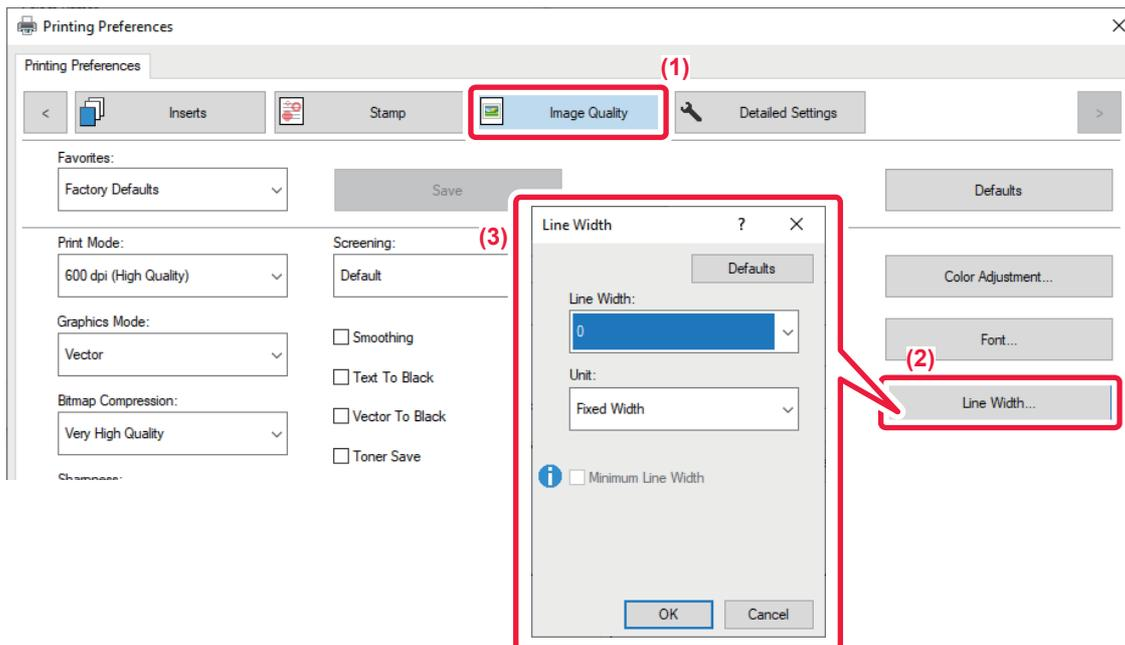 Printing Preferences
Printing Preferences
(1)
<
Inserts
Stamp
Image Quality
Detailed Settings
>
Favorites:
Factory Defaults
Save
Defaults
Print Mode:
600 dpi (High Quality)
Screening:
Default
(3)
Line Width
?
Defaults
Line Width:
0
Unit:
Fixed Width
Minimum Line Width
OK
Cancel
Color Adjustment...
Graphics Mode:
Vector
Smoothing
Font...
(2)
Text To Black
Bitmap Compression:
Very High Quality
Vector To Black
Line Width...
Toner Save
Sharpness: